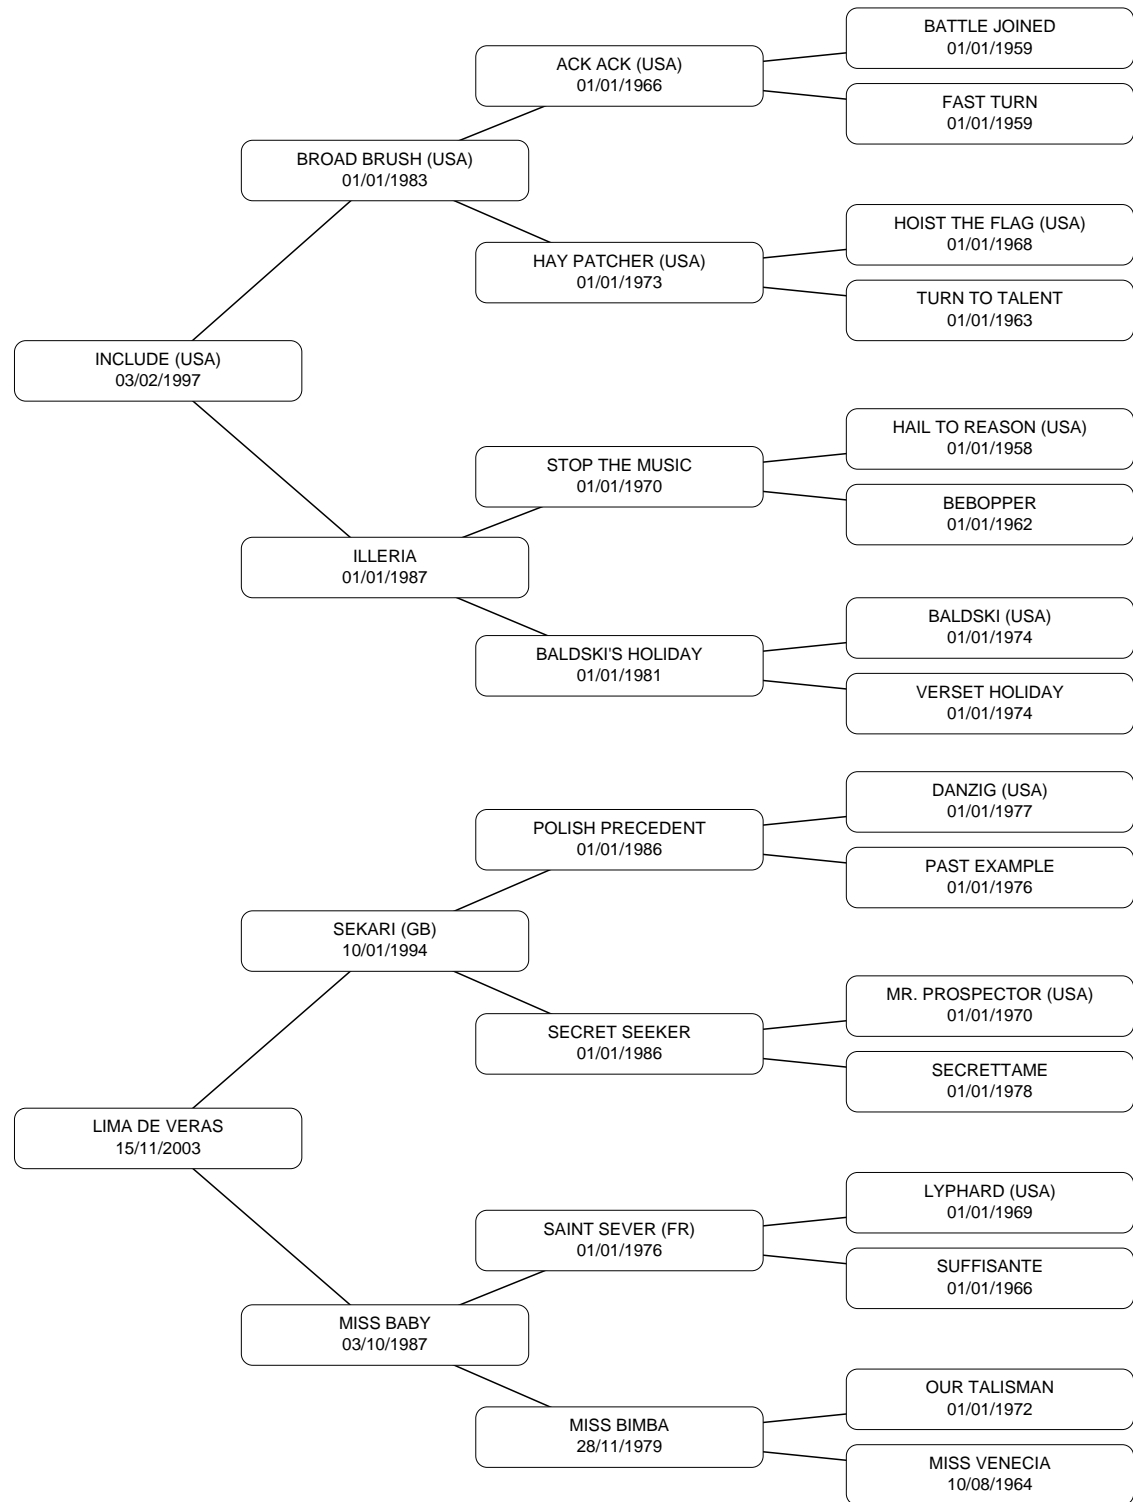 BATTLE JOINED
01/01/1959
ACK ACK (USA)
01/01/1966
FAST TURN
01/01/1959
BROAD BRUSH (USA)
01/01/1983
HOIST THE FLAG (USA)
01/01/1968
HAY PATCHER (USA)
01/01/1973
TURN TO TALENT
01/01/1963
INCLUDE (USA)
03/02/1997
HAIL TO REASON (USA)
01/01/1958
STOP THE MUSIC
01/01/1970
BEBOPPER
01/01/1962
ILLERIA
01/01/1987
BALDSKI (USA)
01/01/1974
BALDSKI'S HOLIDAY
01/01/1981
VERSET HOLIDAY
01/01/1974
DANZIG (USA)
01/01/1977
POLISH PRECEDENT
01/01/1986
PAST EXAMPLE
01/01/1976
SEKARI (GB)
10/01/1994
MR. PROSPECTOR (USA)
01/01/1970
SECRET SEEKER
01/01/1986
SECRETTAME
01/01/1978
LIMA DE VERAS
15/11/2003
LYPHARD (USA)
01/01/1969
SAINT SEVER (FR)
01/01/1976
SUFFISANTE
01/01/1966
MISS BABY
03/10/1987
OUR TALISMAN
01/01/1972
MISS BIMBA
28/11/1979
MISS VENECIA
10/08/1964